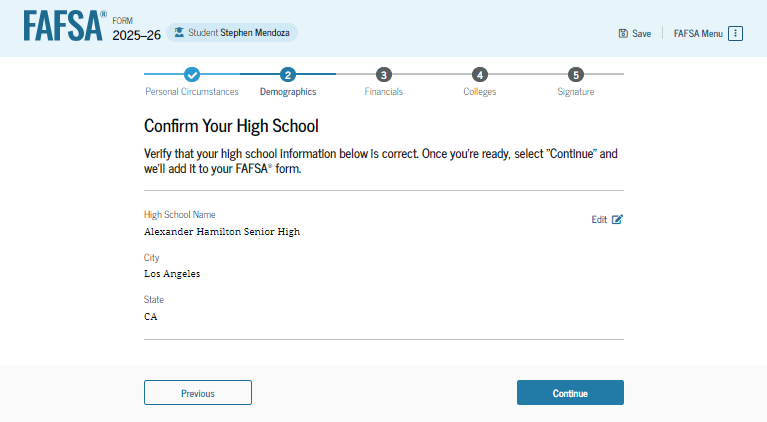 FAFSA® FORM 2025–26 Student Stephen Mendoza Save FAFSA Menu
2 3 4 5
Personal Circumstances Demographics Financials Colleges Signature
Confirm Your High School
Verify that your high school information below is correct. Once you're ready, select "Continue" and
we'll add it to your FAFSA® form.
High School Name
Edit
Alexander Hamilton Senior High
City
Los Angeles
State
CA
Previous Continue